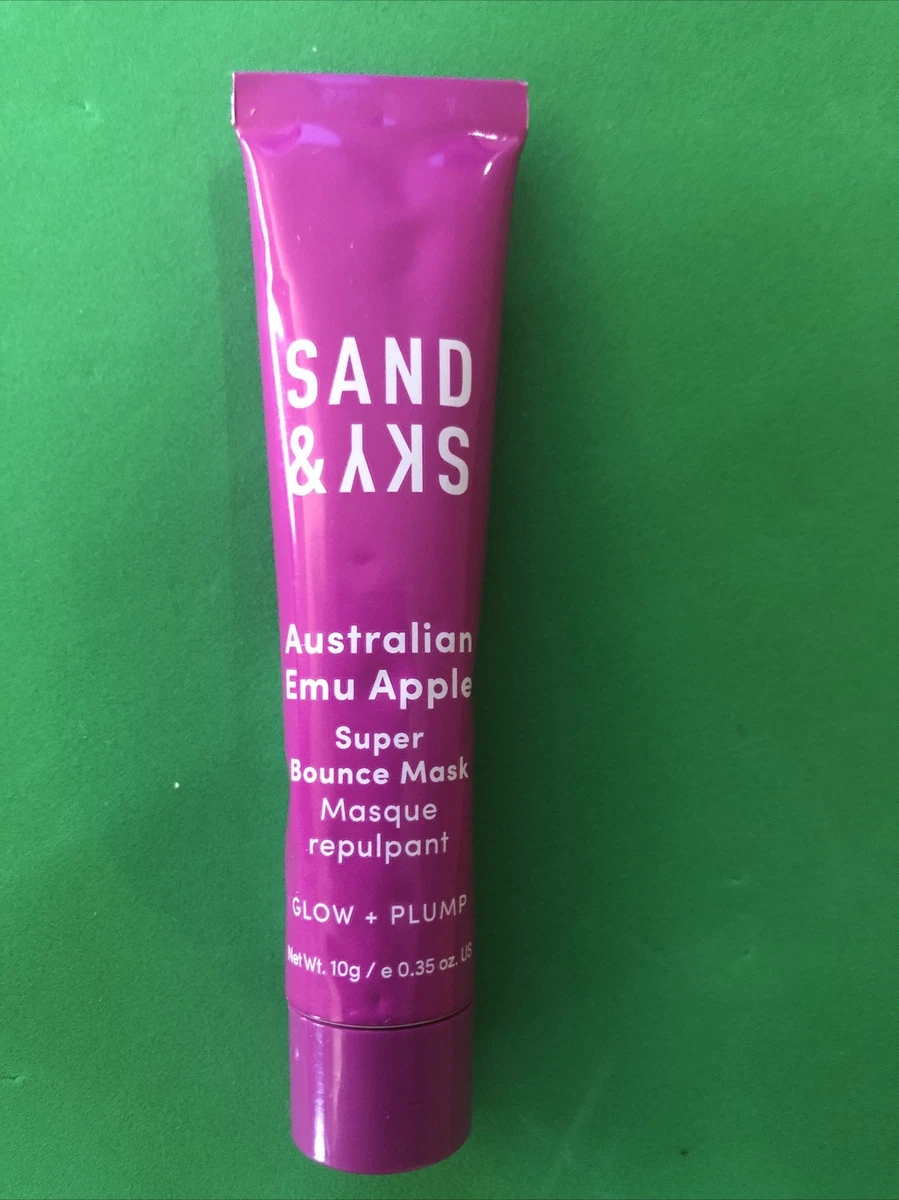 SAND
& SKY
Australian
Emu Apple
Super
Bounce Mask
Masque
repulpant
GLOW + PLUMP
Net Wt. 10g / e 0.35 oz. US